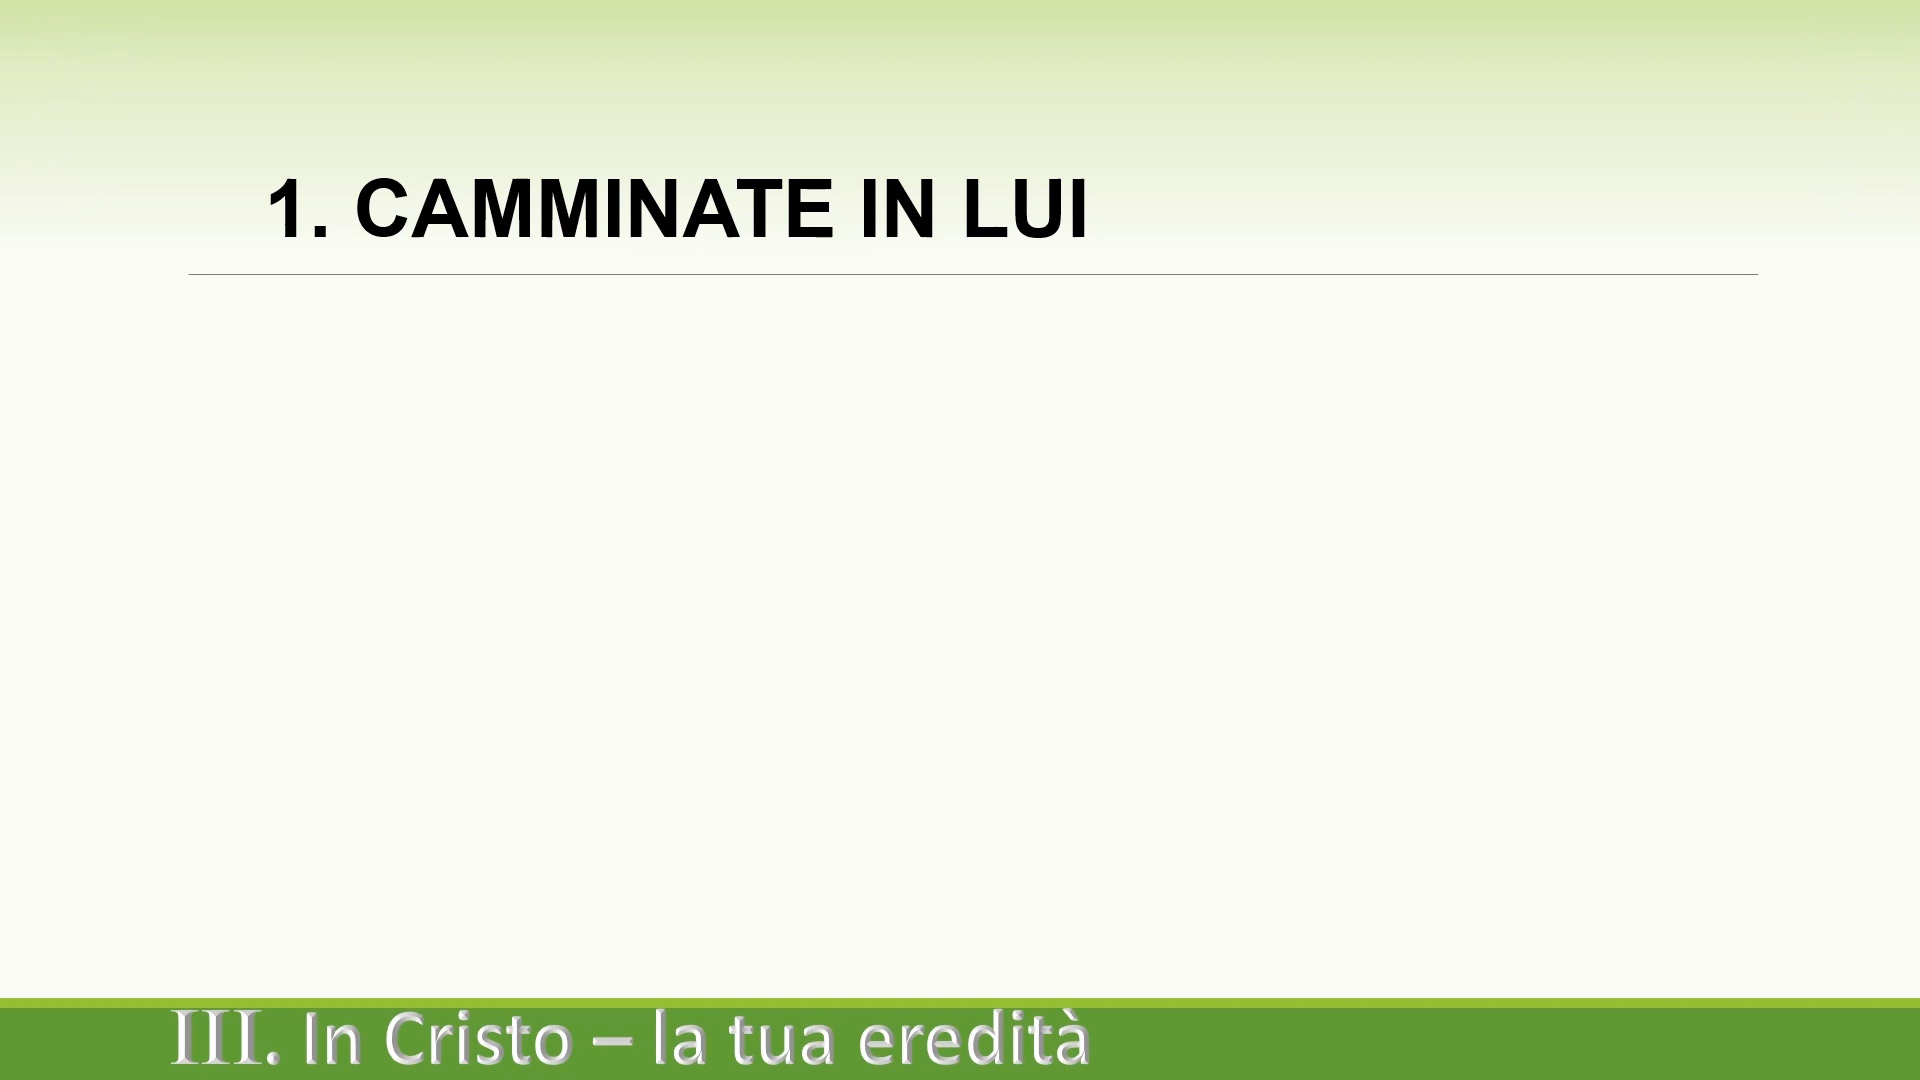 1. CAMMINATE IN LUI
III. In Cristo – la tua eredità